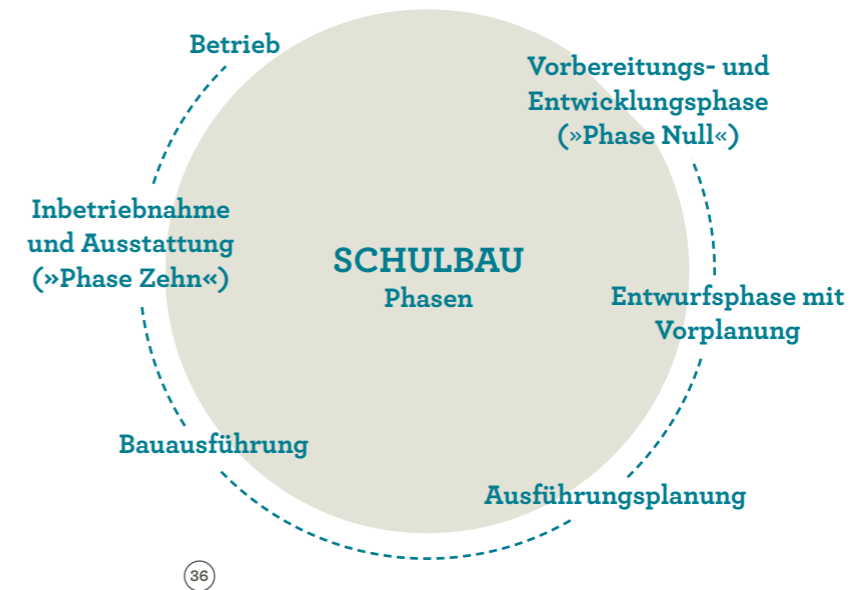 Betrieb
Vorbereitungs- und
Entwicklungsphase
(»Phase Null«)
Inbetriebnahme
und Ausstattung
(»Phase Zehn«)
SCHULBAU
Phasen
Entwurfsphase mit
Vorplanung
Bauausführung
Ausführungsplanung
36